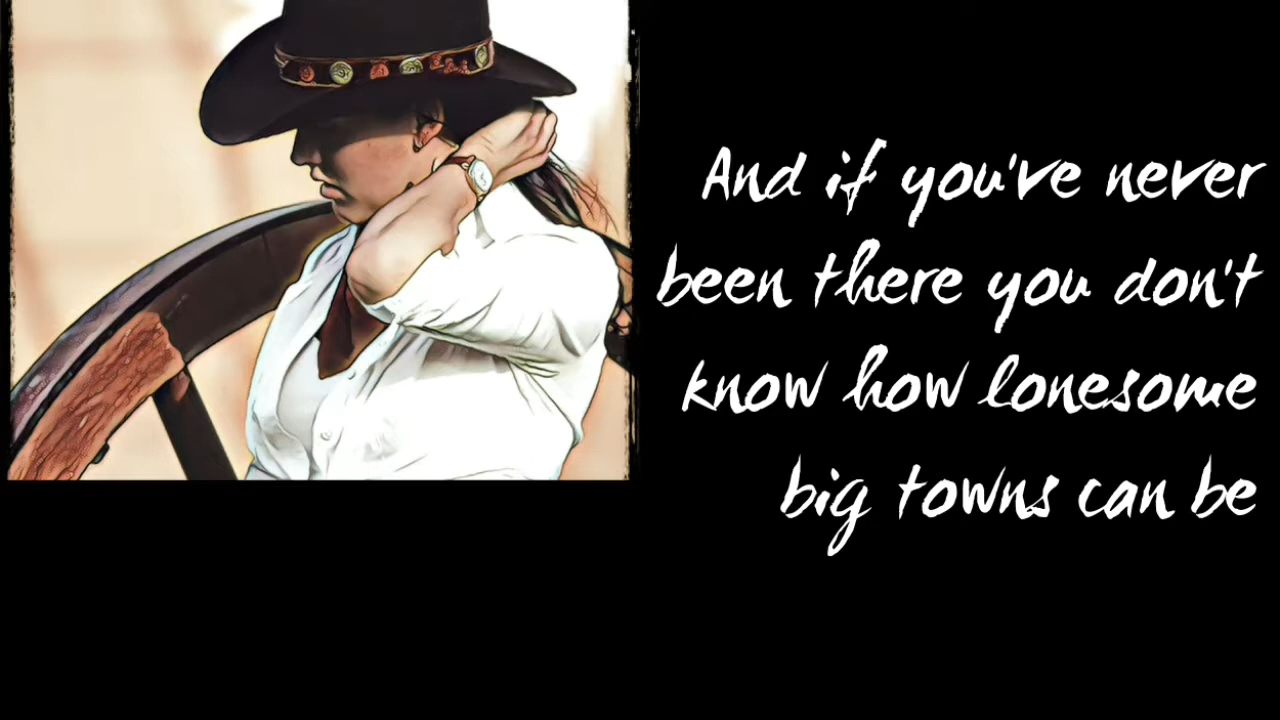 And if you've never
been there you don't
know how lonesome
big towns can be